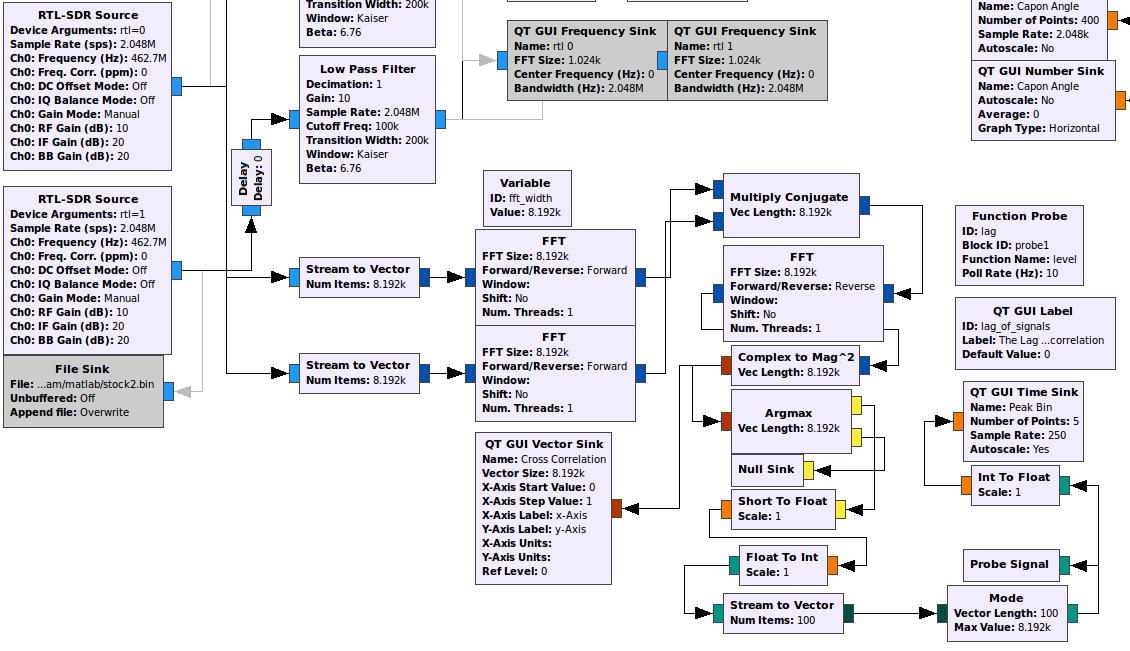 RTL-SDR Source
Device Arguments: rtl=0
Sample Rate (sps): 2.048M
Ch0: Frequency (Hz): 462.7M
Ch0: Freq. Corr. (ppm): 0
Ch0: DC Offset Mode: Off
Ch0: IQ Balance Mode: Off
Ch0: Gain Mode: Manual
Ch0: RF Gain (dB): 10
Ch0: IF Gain (dB): 20
Ch0: BB Gain (dB): 20
RTL-SDR Source
Device Arguments: rtl=1
Sample Rate (sps): 2.048M
Ch0: Frequency (Hz): 462.7M
Ch0: Freq. Corr. (ppm): 0
Ch0: DC Offset Mode: Off
Ch0: IQ Balance Mode: Off
Ch0: Gain Mode: Manual
Ch0: RF Gain (dB): 10
Ch0: IF Gain (dB): 20
Ch0: BB Gain (dB): 20
File Sink
File: ...am/matlab/stock2.bin
Unbuffered: Off
Append file: Overwrite
Delay
Delay: 0
Transition Width: 200k
Window: Kaiser
Beta: 6.76
Low Pass Filter
Decimation: 1
Gain: 10
Sample Rate: 2.048M
Cutoff Freq: 100k
Transition Width: 200k
Window: Kaiser
Beta: 6.76
Stream to Vector
Num Items: 8.192k
Stream to Vector
Num Items: 8.192k
QT GUI Frequency Sink
Name: rtl 0
FFT Size: 1.024k
Center Frequency (Hz): 0
Bandwidth (Hz): 2.048M
QT GUI Frequency Sink
Name: rtl 1
FFT Size: 1.024k
Center Frequency (Hz): 0
Bandwidth (Hz): 2.048M
Variable
ID: fft_width
Value: 8.192k
FFT
FFT Size: 8.192k
Forward/Reverse: Forward
Window:
Shift: No
Num. Threads: 1
FFT
FFT Size: 8.192k
Forward/Reverse: Forward
Window:
Shift: No
Num. Threads: 1
QT GUI Vector Sink
Name: Cross Correlation
Vector Size: 8.192k
X-Axis Start Value: 0
X-Axis Step Value: 1
X-Axis Label: x-Axis
Y-Axis Label: y-Axis
X-Axis Units:
Y-Axis Units:
Ref Level: 0
Multiply Conjugate
Vec Length: 8.192k
FFT
FFT Size: 8.192k
Forward/Reverse: Reverse
Window:
Shift: No
Num. Threads: 1
Complex to Mag^2
Vec Length: 8.192k
Argmax
Vec Length: 8.192k
Null Sink
Short To Float
Scale: 1
Float To Int
Scale: 1
Stream to Vector
Num Items: 100
Name: Capon Angle
Number of Points: 400
Sample Rate: 2.048k
Autoscale: No
QT GUI Number Sink
Name: Capon Angle
Autoscale: No
Average: 0
Graph Type: Horizontal
Function Probe
ID: lag
Block ID: probe1
Function Name: level
Poll Rate (Hz): 10
QT GUI Label
ID: lag_of_signals
Label: The Lag ...correlation
Default Value: 0
QT GUI Time Sink
Name: Peak Bin
Number of Points: 5
Sample Rate: 250
Autoscale: Yes
Int To Float
Scale: 1
Probe Signal
Mode
Vector Length: 100
Max Value: 8.192k